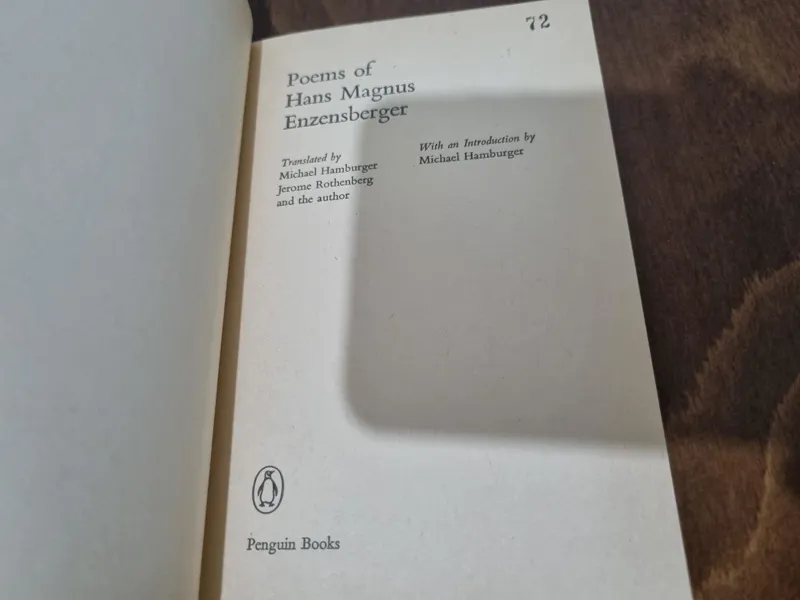 72
Poems of
Hans Magnus
Enzensberger
Translated by
Michael Hamburger
Jerome Rothenberg
and the author
With an Introduction by
Michael Hamburger
Penguin Books